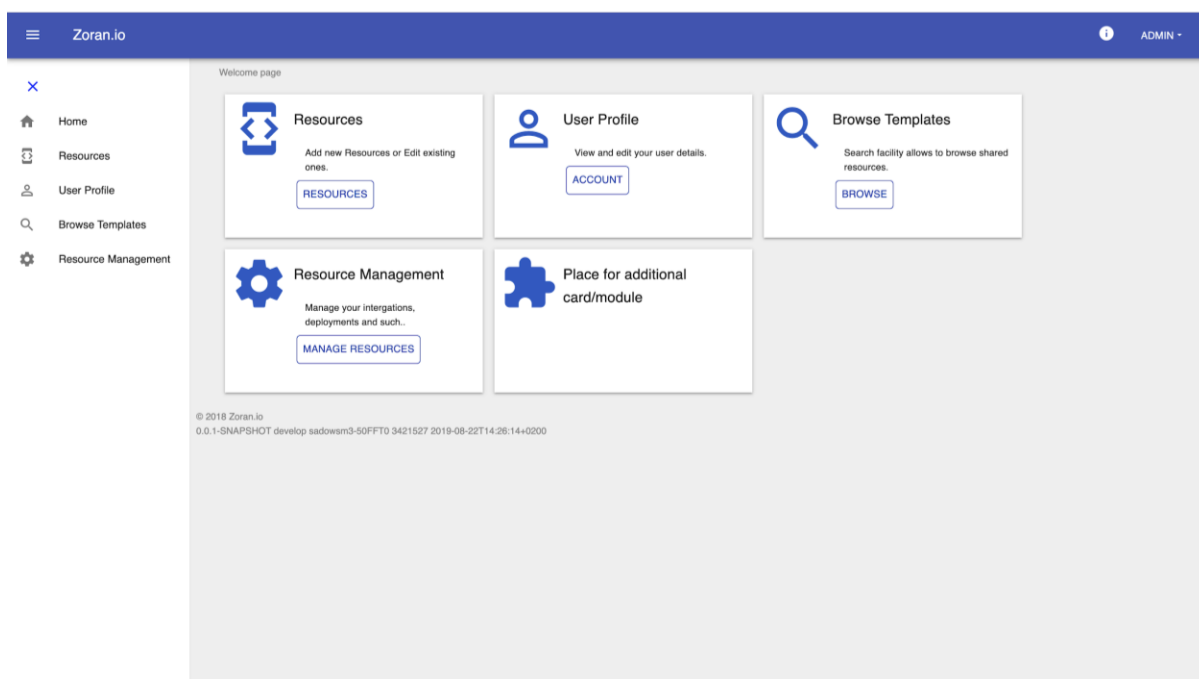 Zoran.io
ADMIN
Welcome page
Home
Resources
User Profile
Browse Templates
Resource Management
Resources
Add new Resources or Edit existing
ones.
RESOURCES
User Profile
View and edit your user details.
ACCOUNT
Browse Templates
Search facility allows to browse shared
resources.
BROWSE
Resource Management
Manage your intergations,
deployments and such..
MANAGE RESOURCES
Place for additional
card/module
© 2018 Zoran.io
0.0.1-SNAPSHOT develop sadowsm3-50FFT0 3421527 2019-08-22T14:26:14+0200